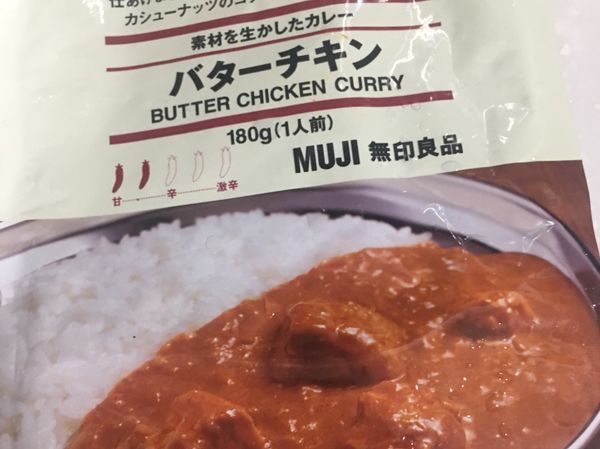 カシューナッツのコク
素材を生かしたカレー
バターチキン
BUTTER CHICKEN CURRY
180g(1人前)
MUJI 無印良品
甘 辛 激辛